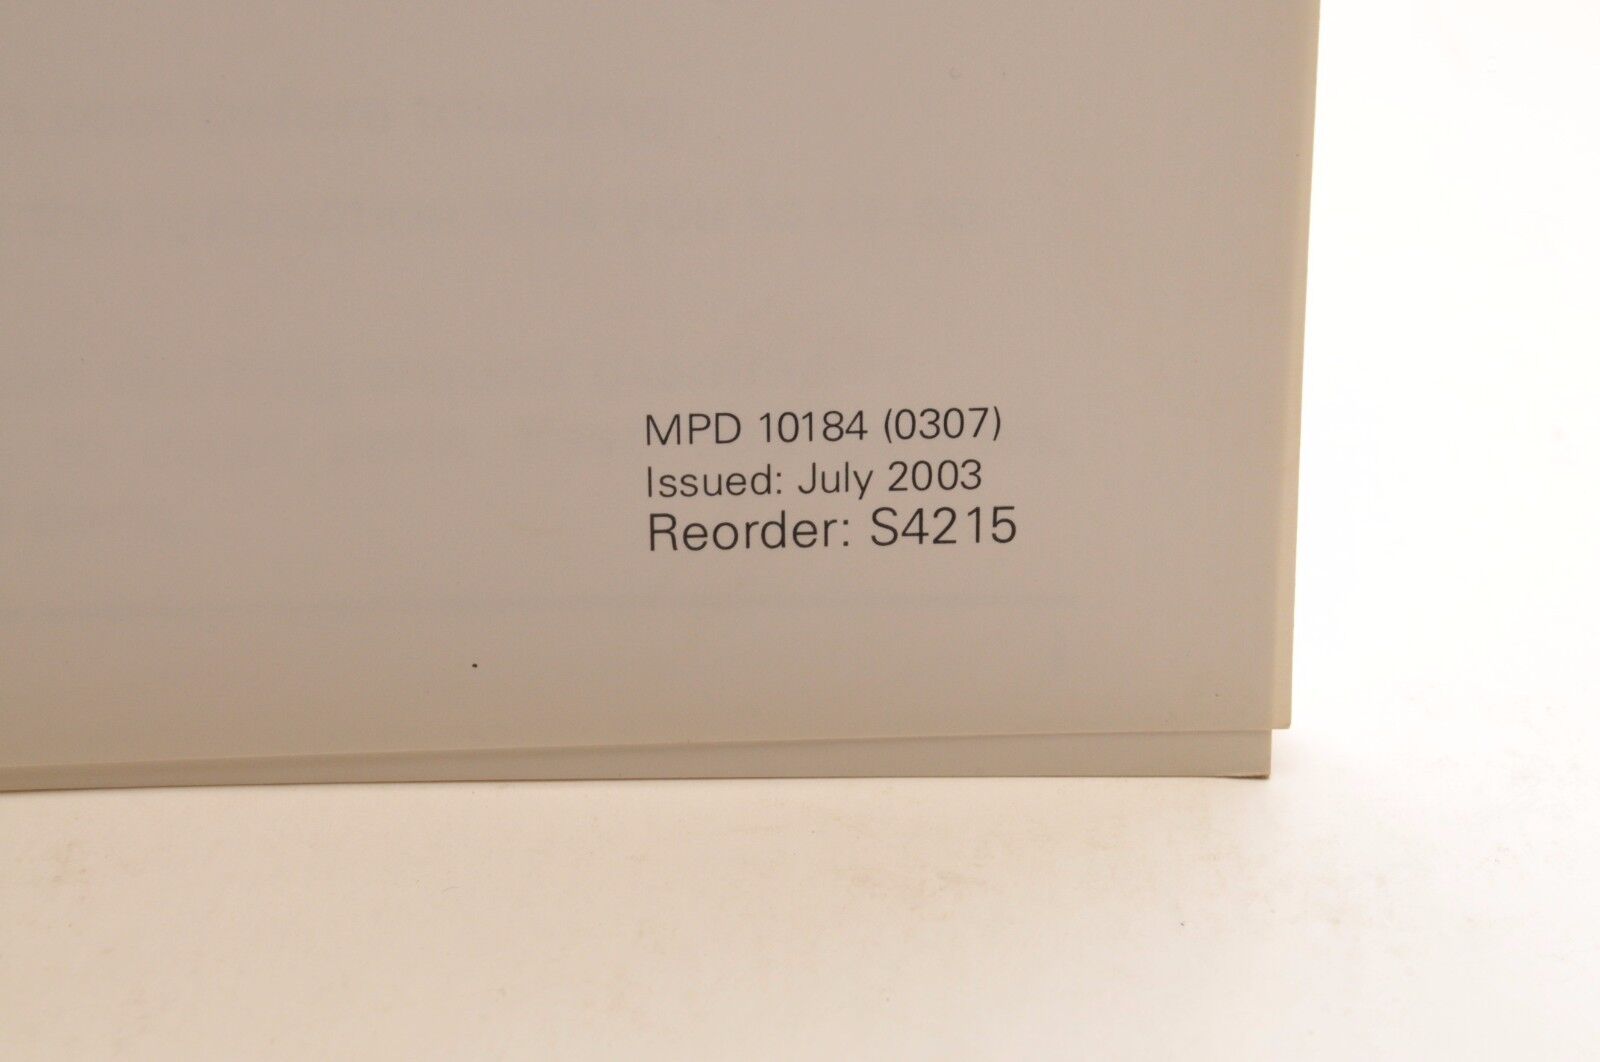 MPD 10184 (0307)
Issued: July 2003
Reorder: S4215